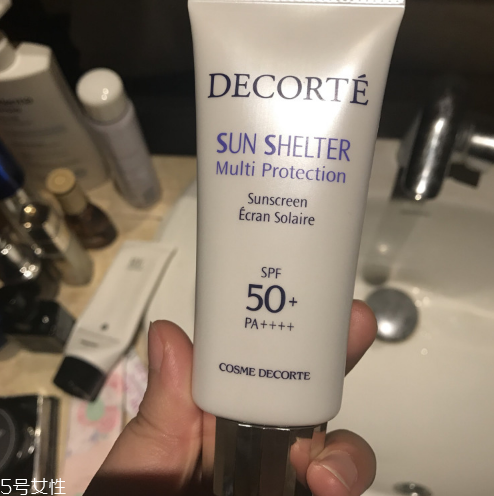 DECORTÉ
SUN SHELTER
Multi Protection
Sunscreen
Écran Solaire
SPF
50+
PA++++
COSME DECORTE
5号女性